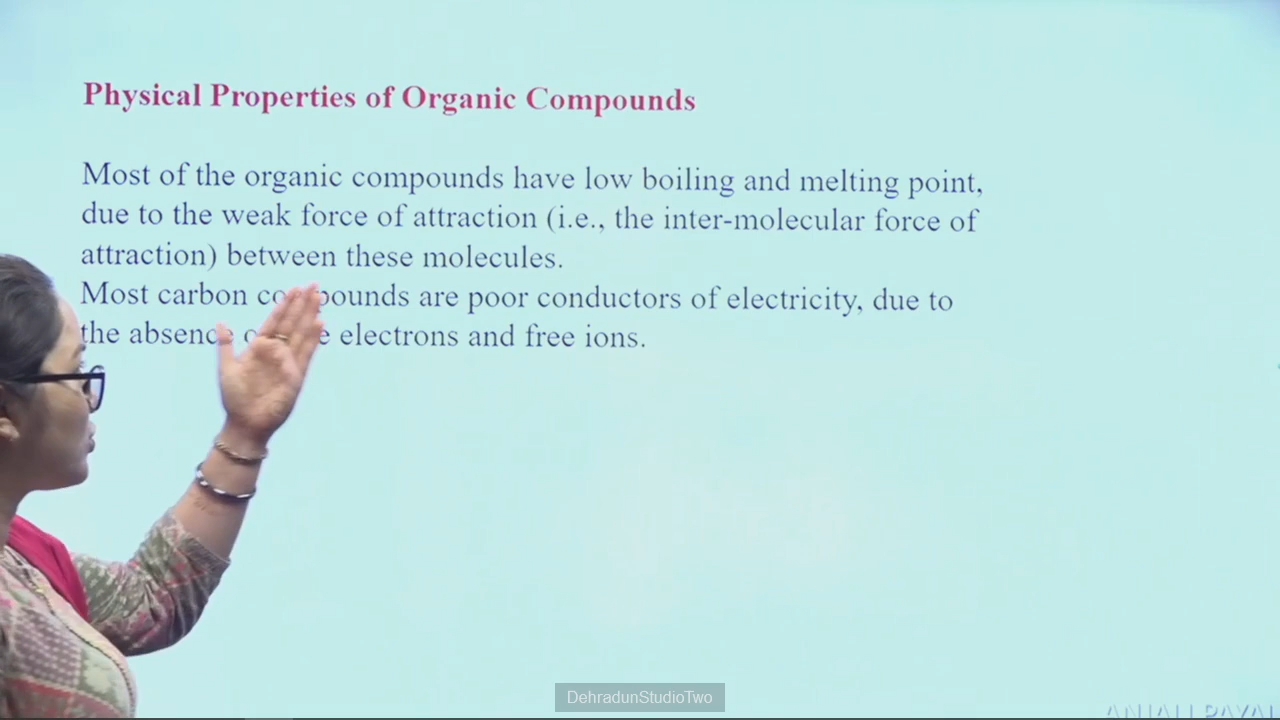 Physical Properties of Organic Compounds
Most of the organic compounds have low boiling and melting point,
due to the weak force of attraction (i.e., the inter-molecular force of
attraction) between these molecules.
Most carbon compounds are poor conductors of electricity, due to
the absence electrons and free ions.
DehradunStudioTwo